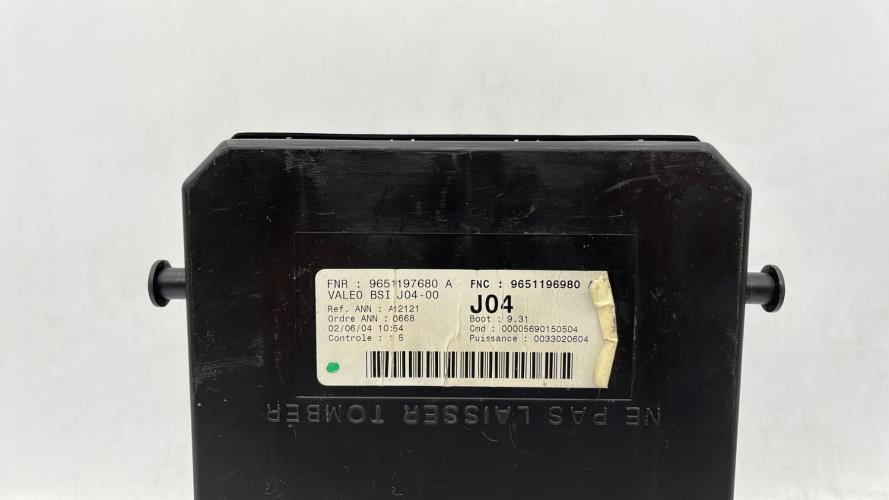 FNR : 9651197680 A
FNC : 9651196980
VALEO BSI J04-00
J04
Ref. ANN : A12121
Boot : 9.31
Ordre ANN : 0668
Cmd : 00005690150504
02/06/04 10:54
Puissance : 0033020604
Controle : 15
NE PAS LAISSER TOMBER